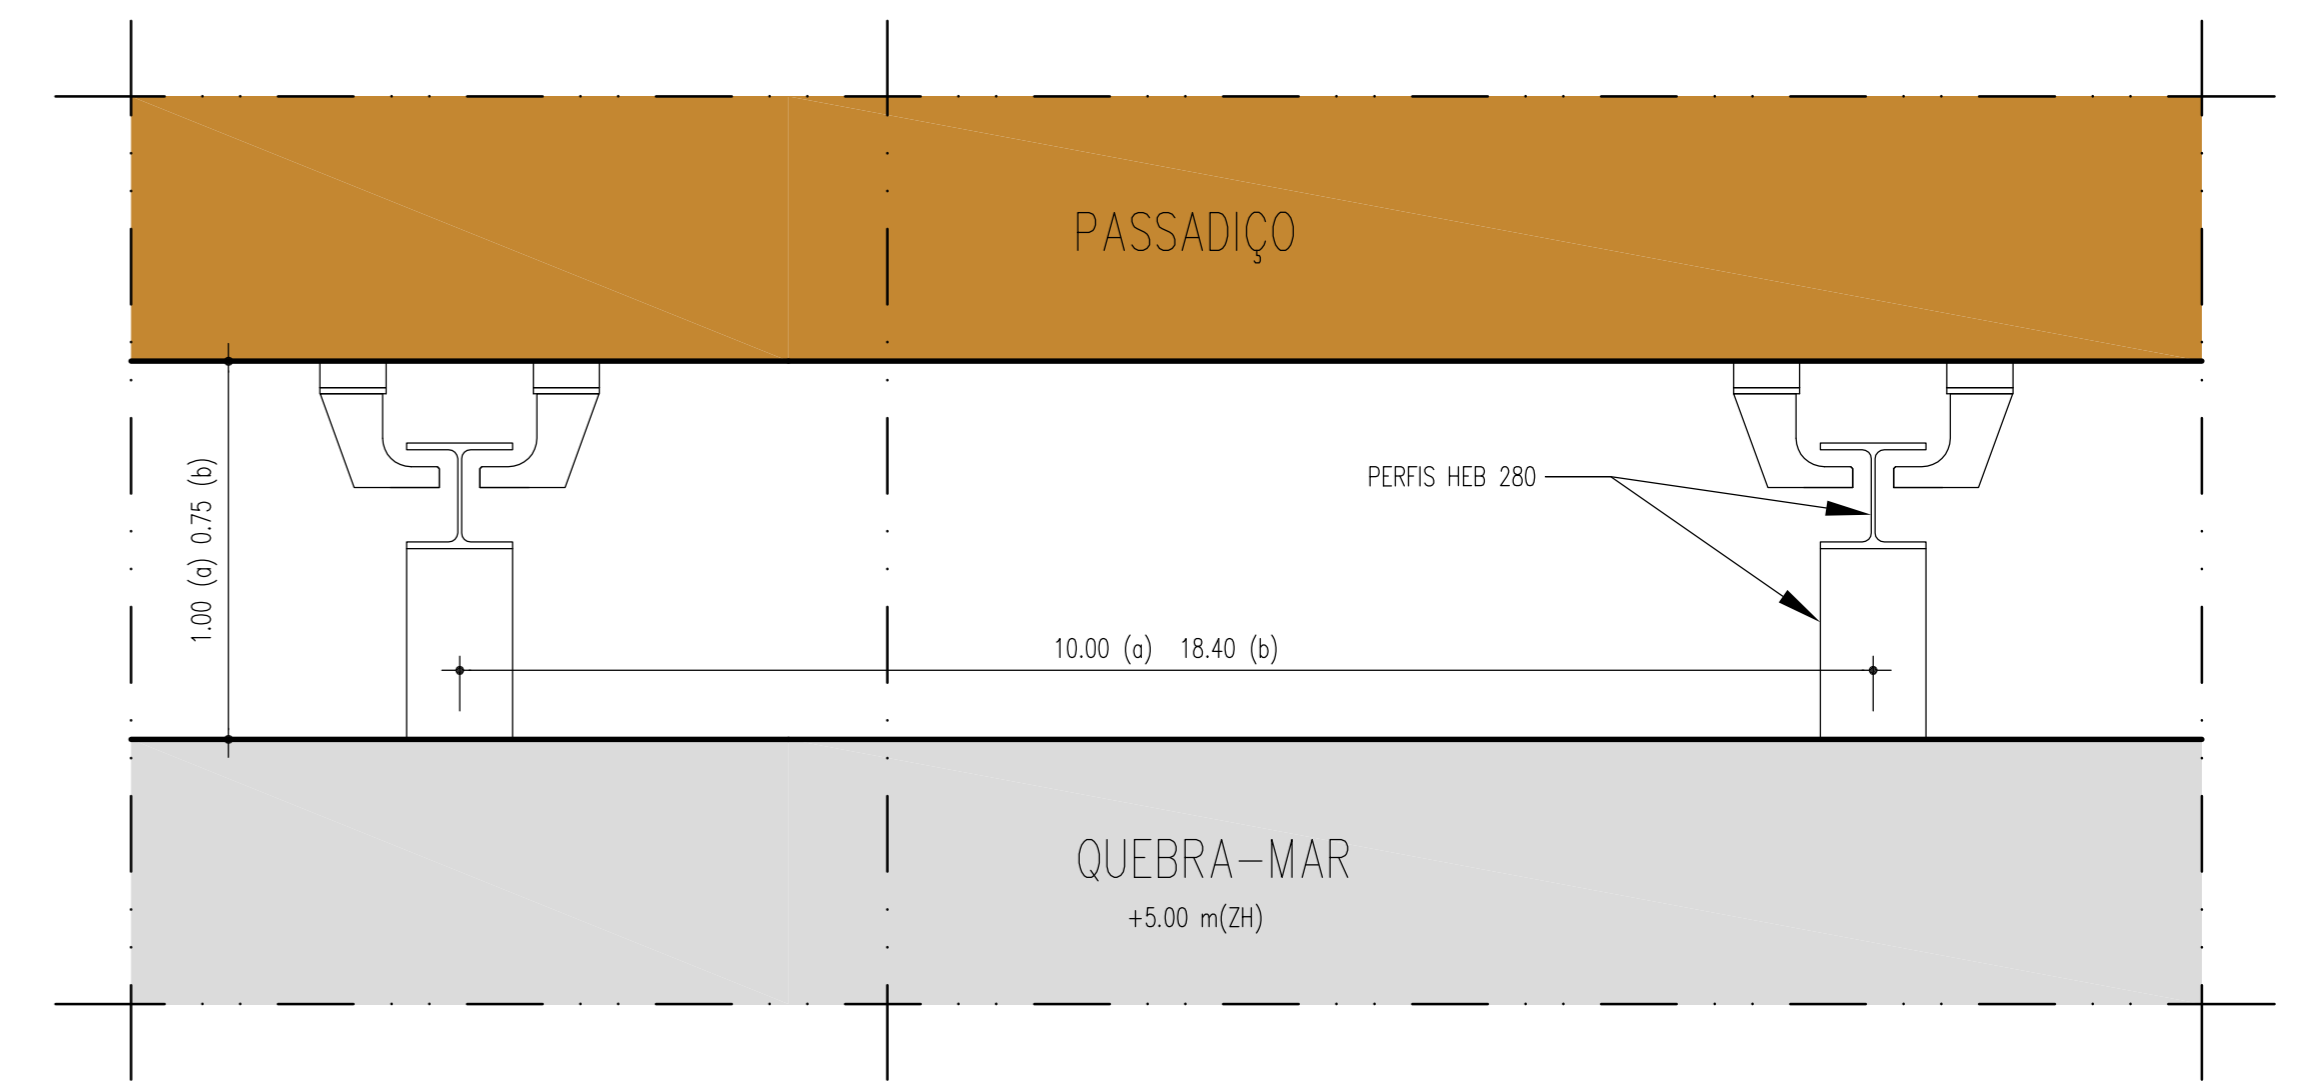 PASSADIÇO
PERFIS HEB 280
1.00 (a) 0.75 (b)
10.00 (a) 18.40 (b)
QUEBRA-MAR
+5.00 m(ZH)